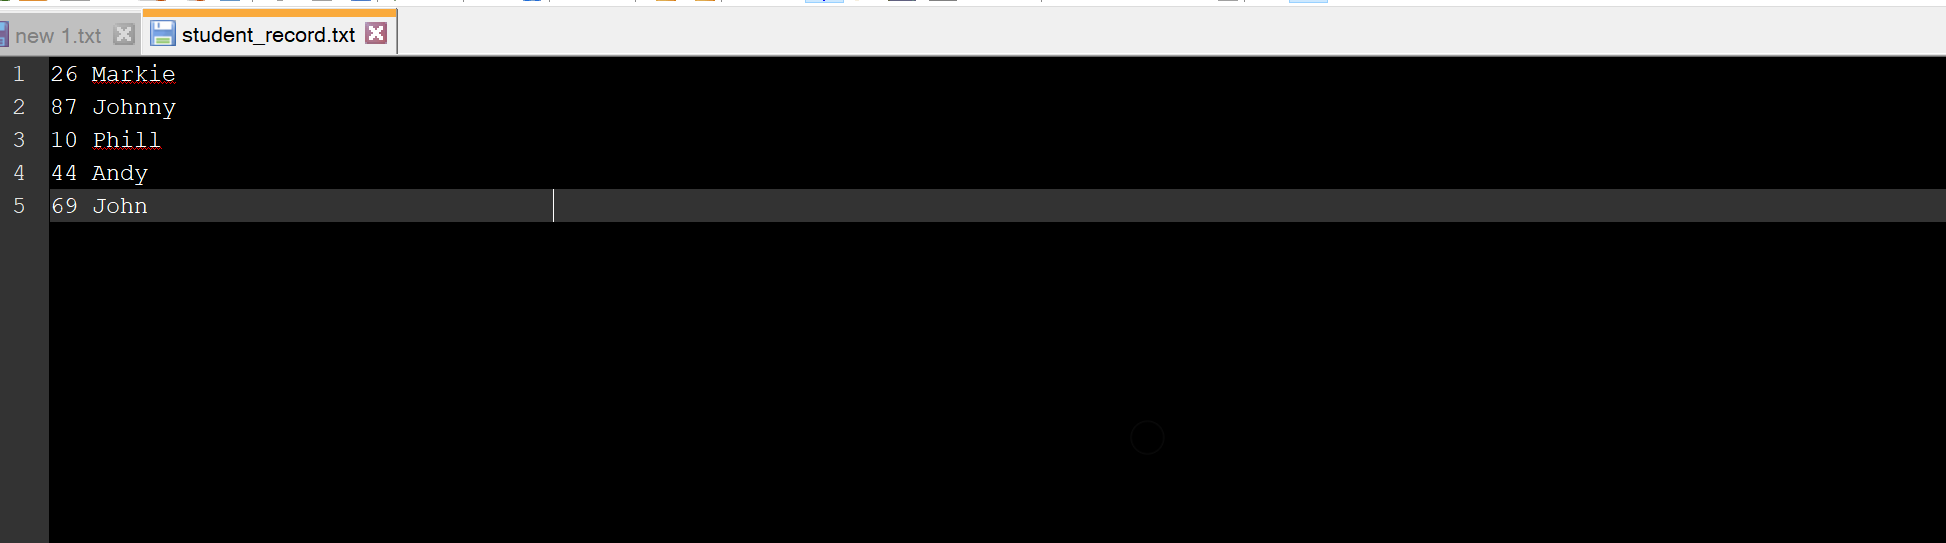 new 1.txt student_record.txt
1 26 Markie
2 87 Johnny
3 10 Phill
4 44 Andy
5 69 John